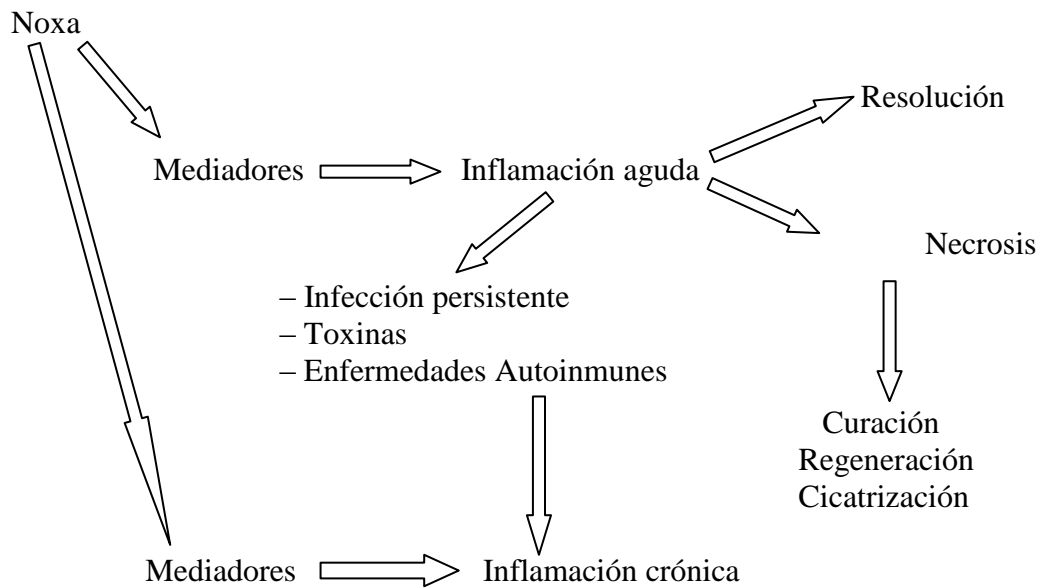 Noxa
Resolución
Mediadores
Inflamación aguda
Necrosis
– Infección persistente
– Toxinas
– Enfermedades Autoinmunes
Curación
Regeneración
Cicatrización
Mediadores
Inflamación crónica